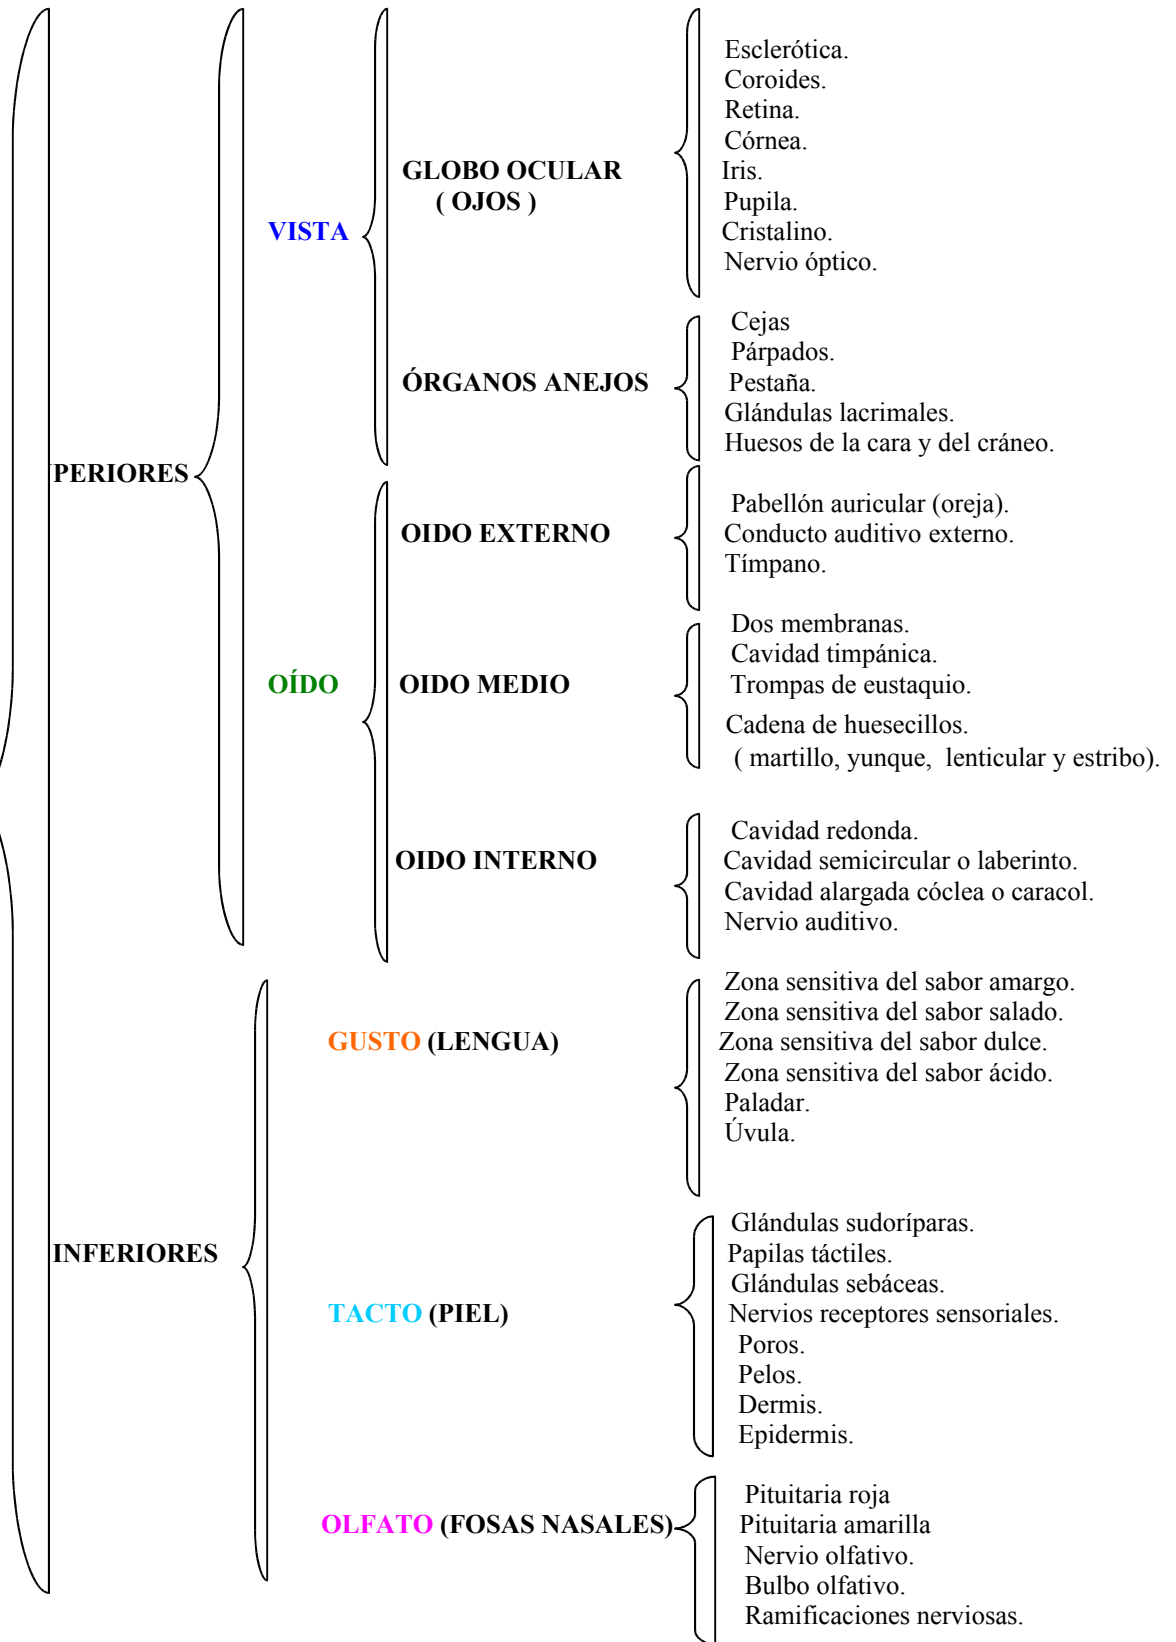 PERIORES
VISTA
GLOBO OCULAR
( OJOS )
Esclerótica.
Coroides.
Retina.
Córnea.
Iris.
Pupila.
Cristalino.
Nervio óptico.
ÓRGANOS ANEJOS
Cejas
Párpados.
Pestaña.
Glándulas lacrimales.
Huesos de la cara y del cráneo.
OÍDO
OIDO EXTERNO
Pabellón auricular (oreja).
Conducto auditivo externo.
Tímpano.
OIDO MEDIO
Dos membranas.
Cavidad timpánica.
Trompas de eustaquio.
Cadena de huesecillos.
( martillo, yunque, lenticular y estribo).
OIDO INTERNO
Cavidad redonda.
Cavidad semicircular o laberinto.
Cavidad alargada cóclea o caracol.
Nervio auditivo.
INFERIORES
GUSTO (LENGUA)
Zona sensitiva del sabor amargo.
Zona sensitiva del sabor salado.
Zona sensitiva del sabor dulce.
Zona sensitiva del sabor ácido.
Paladar.
Úvula.
TACTO (PIEL)
Glándulas sudoríparas.
Papilas táctiles.
Glándulas sebáceas.
Nervios receptores sensoriales.
Poros.
Pelos.
Dermis.
Epidermis.
OLFATO (FOSAS NASALES)
Pituitaria roja
Pituitaria amarilla
Nervio olfativo.
Bulbo olfativo.
Ramificaciones nerviosas.